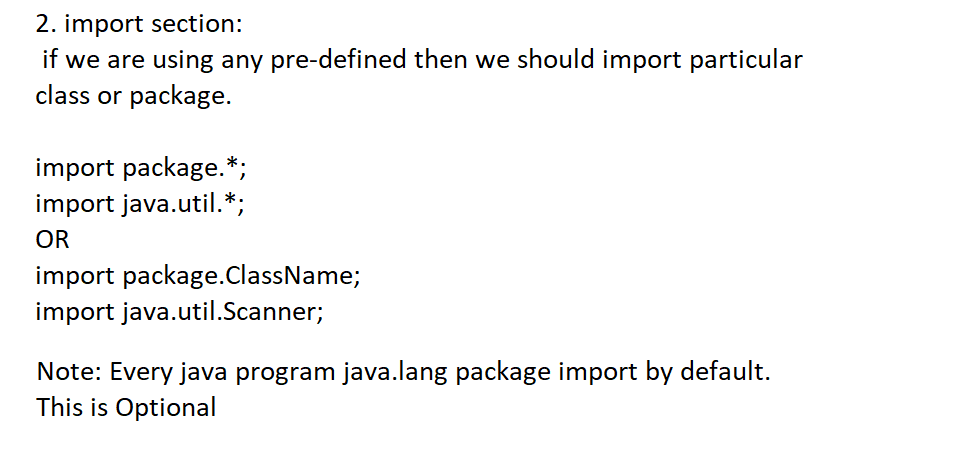 2. import section:
if we are using any pre-defined then we should import particular
class or package.
import package.*;
import java.util.*;
OR
import package.ClassName;
import java.util.Scanner;
Note: Every java program java.lang package import by default.
This is Optional